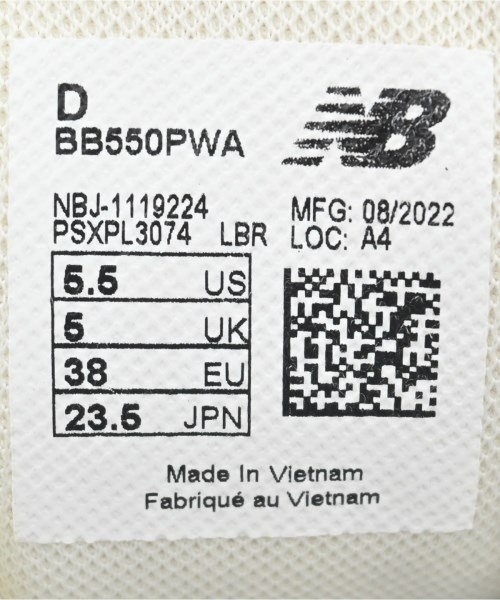 D
BB550PWA
NB
NBJ-1119224
PSXPL3074 LBR
MFG: 08/2022
LOC: A4
5.5 US
5 UK
38 EU
23.5 JPN
Made In Vietnam
Fabriqué au Vietnam